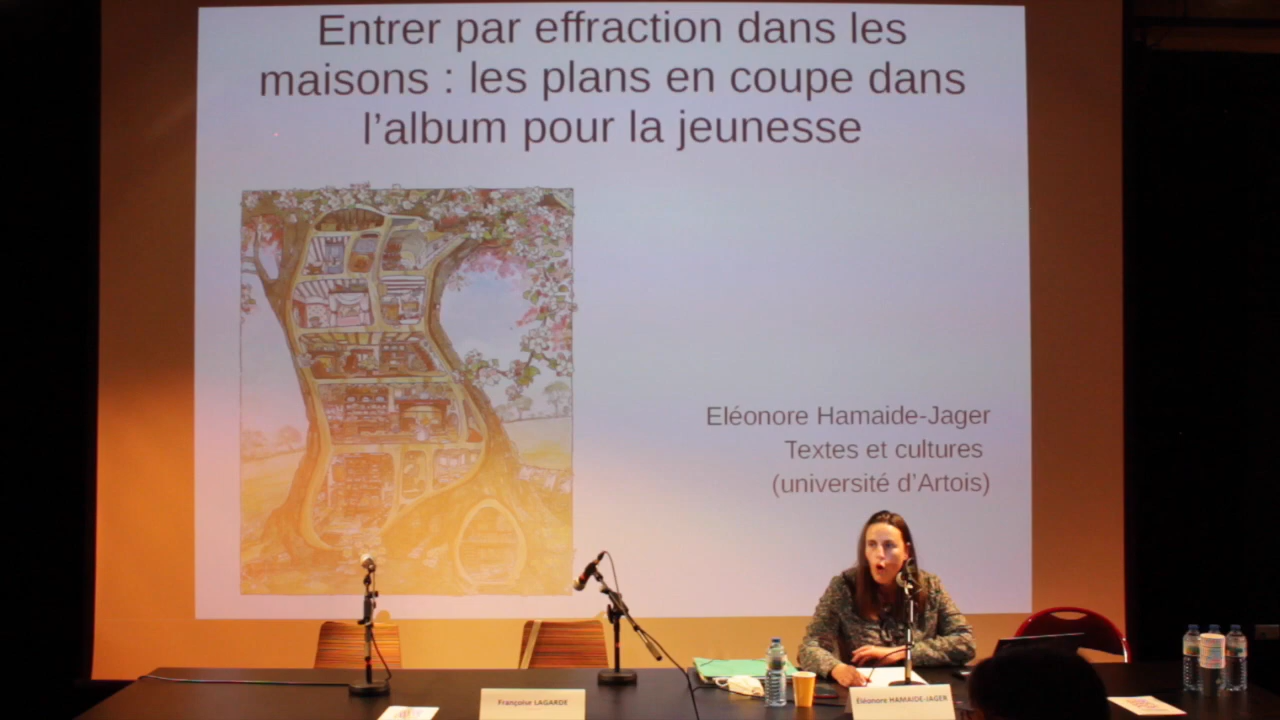 Entrer par effraction dans les
maisons : les plans en coupe dans
l'album pour la jeunesse
Eléonore Hamaide-Jager
Textes et cultures
(université d'Artois)
Françoise LAGARDE
Eléonore HAMAIDE-JAGER